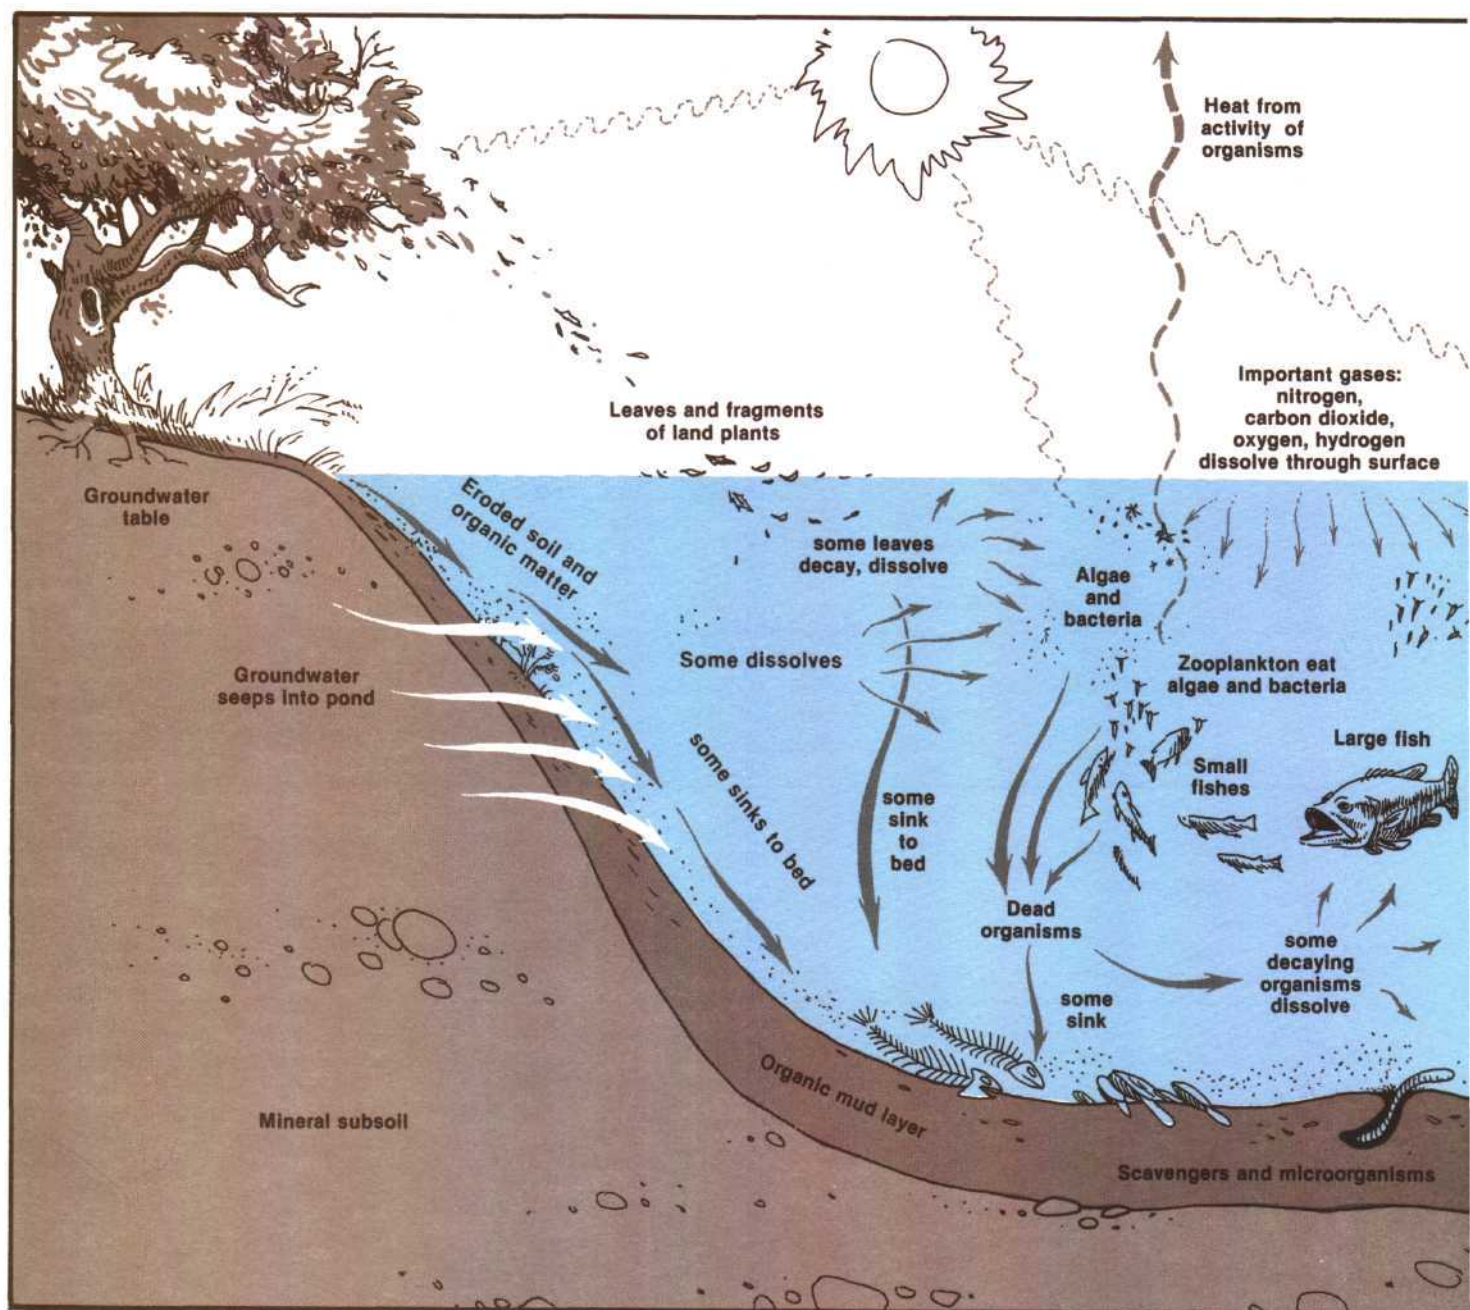 Heat from
activity of
organisms
Important gases:
nitrogen,
carbon dioxide,
oxygen, hydrogen
dissolve through surface
Leaves and fragments
of land plants
Groundwater
table
Eroded soil and
organic matter
some leaves
decay, dissolve
Algae
and
bacteria
Some dissolves
Zooplankton eat
algae and bacteria
Groundwater
seeps into pond
Large fish
Small
fishes
some sinks to bed
some
sink
to
bed
Dead
organisms
some
decaying
organisms
dissolve
some
sink
Organic mud layer
Mineral subsoil
Scavengers and microorganisms